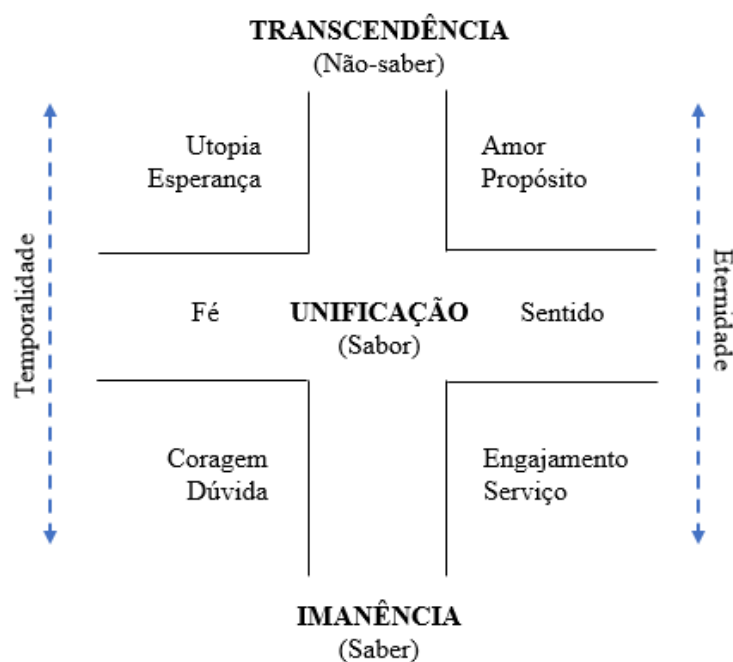 TRANSCENDÊNCIA
(Não-saber)
Utopia
Esperança
Amor
Propósito
Temporalidade
Fé
UNIFICAÇÃO
(Sabor)
Sentido
Eternidade
Coragem
Dúvida
Engajamento
Serviço
IMANÊNCIA
(Saber)